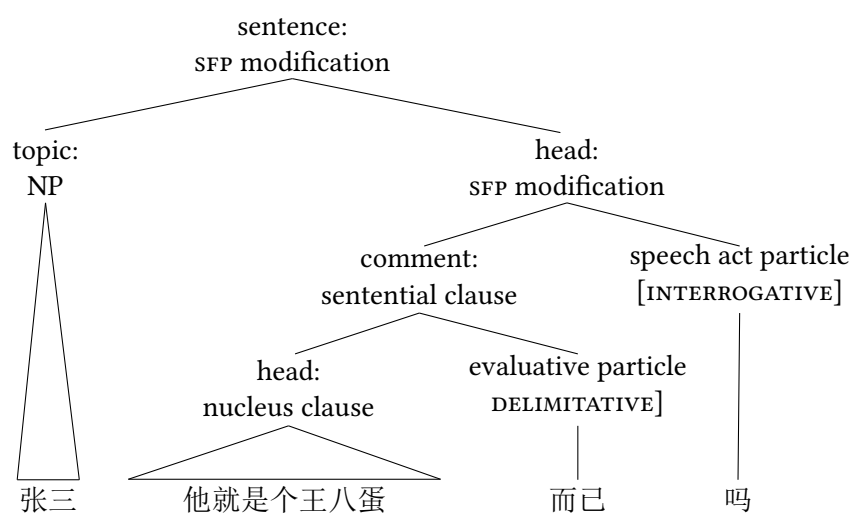 sentence:
SFP modification
topic:
NP
head:
SFP modification
comment:
sentential clause
speech act particle
[INTERROGATIVE]
head:
nucleus clause
evaluative particle
DELIMITATIVE]
张三
他就是个王八蛋
而已
吗